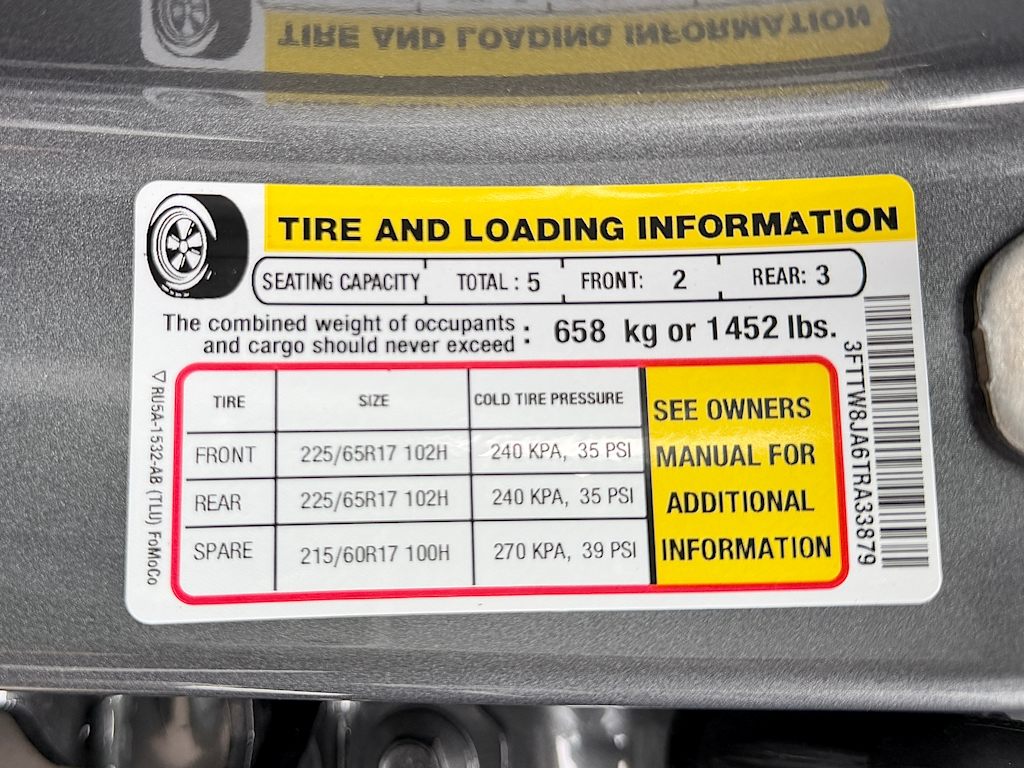 TIRE AND LOADING INFORMATION
TIRE AND LOADING INFORMATION
SEATING CAPACITY TOTAL : 5 FRONT: 2 REAR: 3
The combined weight of occupants
and cargo should never exceed : 658 kg or 1452 lbs.
TIRE SIZE COLD TIRE PRESSURE
FRONT 225/65R17 102H 240 KPA, 35 PSI
REAR 225/65R17 102H 240 KPA, 35 PSI
SPARE 215/60R17 100H 270 KPA, 39 PSI
SEE OWNERS
MANUAL FOR
ADDITIONAL
INFORMATION
RU5A-1532-AB (TLU) FoMoCo
3FTTW8JA6TRA33879